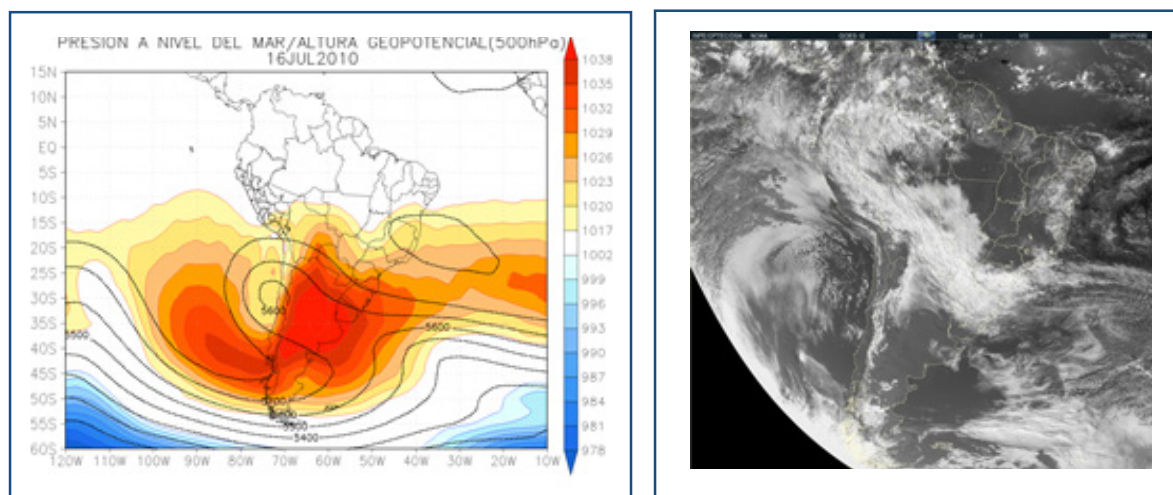 PRESION A NIVEL DEL MAR/ALTURA GEOPOTENCIAL(500hPa)
16JUL2010
15N
10N
5N
EQ
5S
10S
15S
20S
25S
30S
35S
40S
45S
50S
55S
60S
120W 110W 100W 90W 80W 70W 60W 50W 40W 30W 20W 10W
1038
1035
1032
1029
1026
1023
1020
1017
1002
999
996
993
990
987
984
981
978
5600
5600
5400
GOES-12